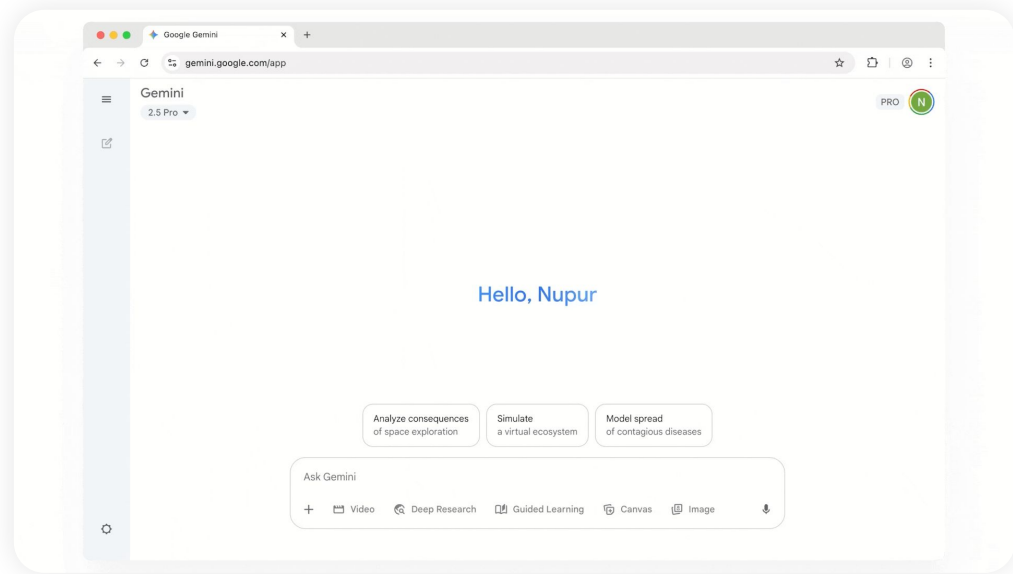 Google Gemini
gemini.google.com/app
Gemini
2.5 Pro
PRO
N
Hello, Nupur
Analyze consequences
of space exploration
Simulate
a virtual ecosystem
Model spread
of contagious diseases
Ask Gemini
Video Deep Research Guided Learning Canvas Image